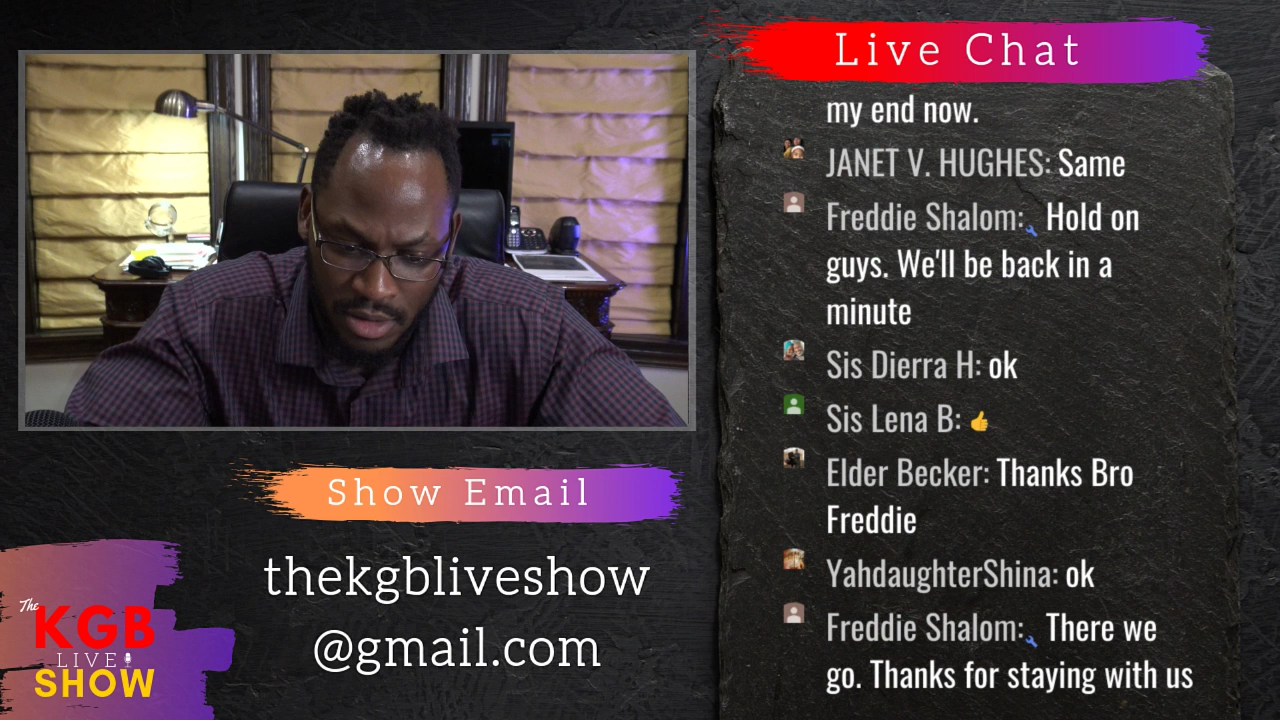 Live Chat
my end now.
JANET V. HUGHES: Same
Freddie Shalom: Hold on
guys. We'll be back in a
minute
Sis Dierra H: ok
Sis Lena B: 👍
Elder Becker: Thanks Bro
Freddie
YahdaughterShina: ok
Freddie Shalom: There we
go. Thanks for staying with us
Show Email
thekgbliveshow
@gmail.com
The
KGB
LIVE
SHOW